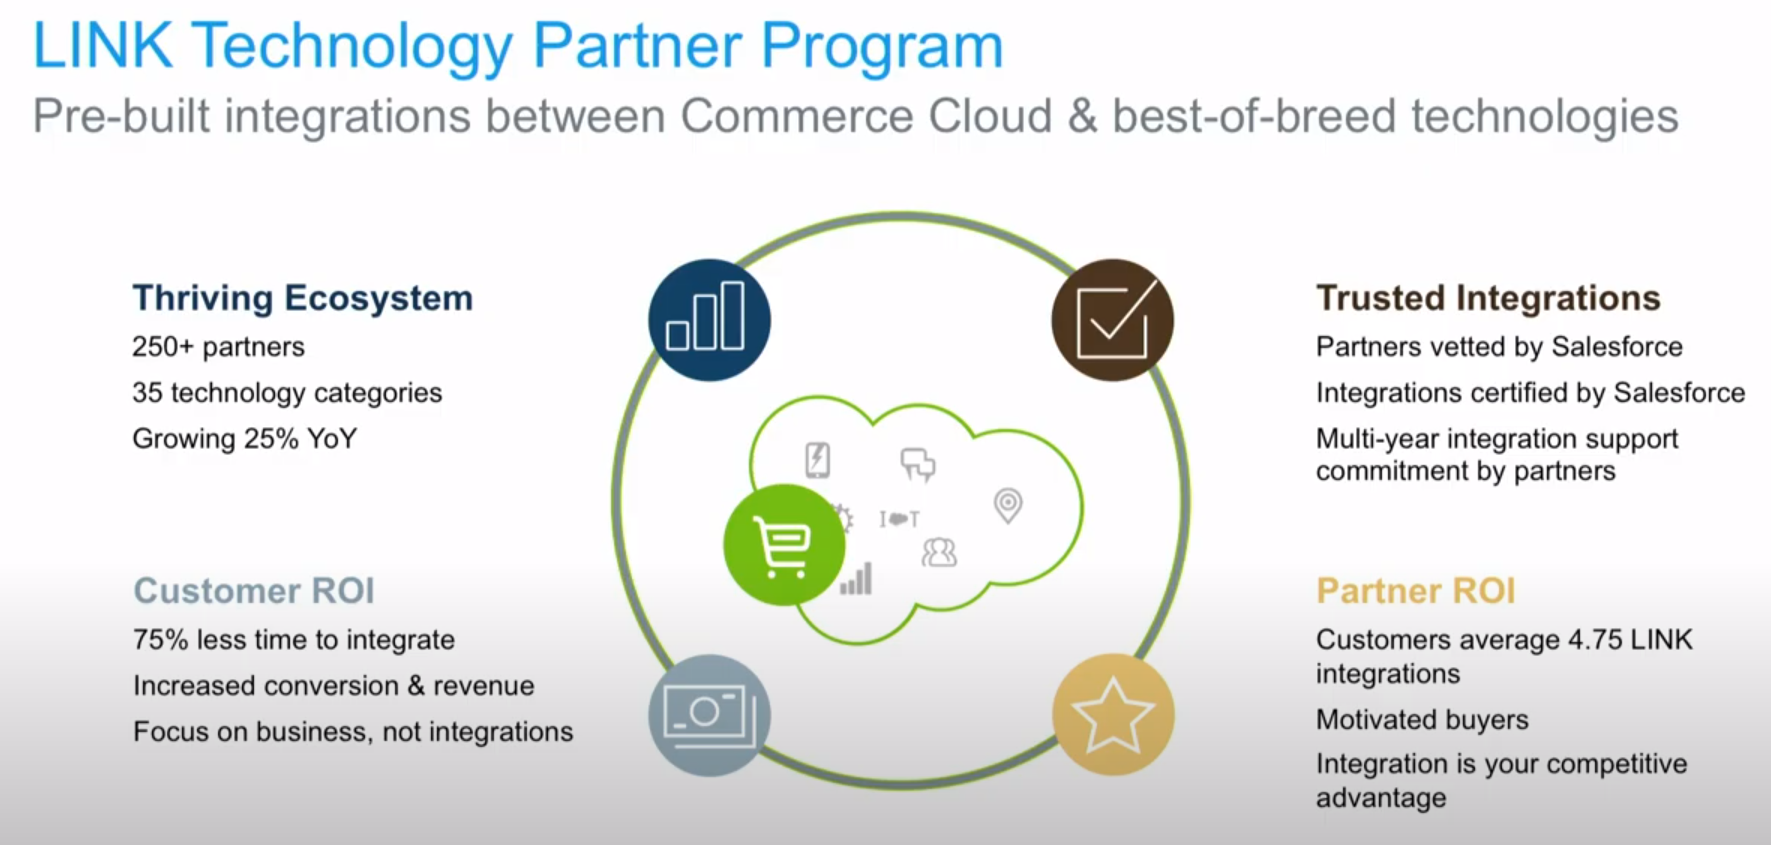 LINK Technology Partner Program
Pre-built integrations between Commerce Cloud & best-of-breed technologies
Thriving Ecosystem
250+ partners
35 technology categories
Growing 25% YoY
Trusted Integrations
Partners vetted by Salesforce
Integrations certified by Salesforce
Multi-year integration support
commitment by partners
IoT
Customer ROI
75% less time to integrate
Increased conversion & revenue
Focus on business, not integrations
Partner ROI
Customers average 4.75 LINK
integrations
Motivated buyers
Integration is your competitive
advantage